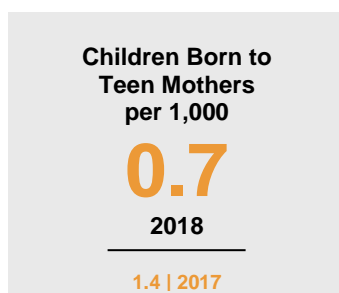 Children Born to
Teen Mothers
per 1,000
0.7
2018
1.4 | 2017